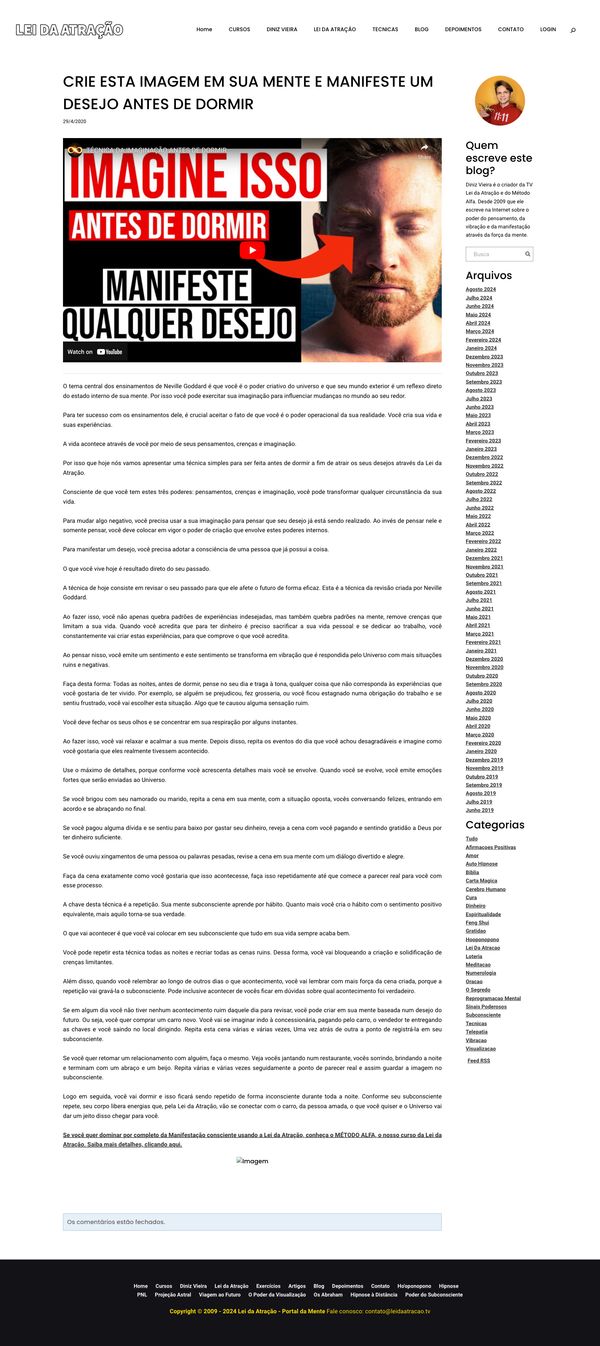 LEI DA ATRAÇÃO
Home CURSOS DINIZ VIEIRA LEI DA ATRAÇÃO TECNICAS BLOG DEPOIMENTOS CONTATO LOGIN
CRIE ESTA IMAGEM EM SUA MENTE E MANIFESTE UM
DESEJO ANTES DE DORMIR
29/4/2020
TÉCNICA DA IMAGINAÇÃO ANTES DE DORMIR
Share
IMAGINE ISSO
ANTES DE DORMIR
MANIFESTE
QUALQUER DESEJO
Watch on YouTube
O tema central dos ensinamentos de Neville Goddard é que você é o poder criativo do universo e que seu mundo exterior é um reflexo direto
do estado interno de sua mente. Por isso você pode exercitar sua imaginação para influenciar mudanças no mundo ao seu redor.
Para ter sucesso com os ensinamentos dele, é crucial aceitar o fato de que você é o poder operacional da sua realidade. Você cria sua vida e
suas experiências.
A vida acontece através de você por meio de seus pensamentos, crenças e imaginação.
Por isso que hoje nós vamos apresentar uma técnica simples para ser feita antes de dormir a fim de atrair os seus desejos através da Lei da
Atração.
Consciente de que você tem estes três poderes: pensamentos, crenças e imaginação, você pode transformar qualquer circunstância da sua
vida.
Para mudar algo negativo, você precisa usar a sua imaginação para pensar que seu desejo já está sendo realizado. Ao invés de pensar nele e
somente pensar, você deve colocar em vigor o poder de criação que envolve estes poderes internos.
Para manifestar um desejo, você precisa adotar a consciência de uma pessoa que já possui a coisa.
O que você vive hoje é resultado direto do seu passado.
A técnica de hoje consiste em revisar o seu passado para que ele afete o futuro de forma eficaz. Esta é a técnica da revisão criada por Neville
Goddard.
Ao fazer isso, você não apenas quebra padrões de experiências indesejadas, mas também quebra padrões na mente, remove crenças que
limitam a sua vida. Quando você acredita que para ter dinheiro é preciso sacrificar a sua vida pessoal e se dedicar ao trabalho, você
constantemente vai criar estas experiências, para que comprove o que você acredita.
Ao pensar nisso, você emite um sentimento e este sentimento se transforma em vibração que é respondida pelo Universo com mais situações
ruins e negativas.
Faça desta forma: Todas as noites, antes de dormir, pense no seu dia e traga à tona, qualquer coisa que não corresponda às experiências que
você gostaria de ter vivido. Por exemplo, se alguém se prejudicou, fez grosseria, ou você ficou estagnado numa obrigação do trabalho e se
sentiu frustrado, você vai escolher esta situação. Algo que te causou alguma sensação ruim.
Você deve fechar os seus olhos e se concentrar em sua respiração por alguns instantes.
Ao fazer isso, você vai relaxar e acalmar a sua mente. Depois disso, repita os eventos do dia que você achou desagradáveis e imagine como
você gostaria que eles realmente tivessem acontecido.
Use o máximo de detalhes, porque conforme você acrescenta detalhes mais você se envolve. Quando você se evolve, você emite emoções
fortes que serão enviadas ao Universo.
Se você brigou com seu namorado ou marido, repita a cena em sua mente, com a situação oposta, vocês conversando felizes, entrando em
acordo e se abraçando no final.
Se você pagou alguma dívida e se sentiu para baixo por gastar seu dinheiro, reveja a cena com você pagando e sentindo gratidão a Deus por
ter dinheiro suficiente.
Se você ouviu xingamentos de uma pessoa ou palavras pesadas, revise a cena em sua mente com um diálogo divertido e alegre.
Faça da cena exatamente como você gostaria que isso acontecesse, faça isso repetidamente até que comece a parecer real para você com
esse processo.
A chave desta técnica é a repetição. Sua mente subconsciente aprende por hábito. Quanto mais você cria o hábito com o sentimento positivo
equivalente, mais aquilo torna-se sua verdade.
O que vai acontecer é que você vai colocar em seu subconsciente que tudo em sua vida sempre acaba bem.
Você pode repetir esta técnica todas as noites e recriar todas as cenas ruins. Dessa forma, você vai bloqueando a criação e solidificação de
crenças limitantes.
Além disso, quando você relembrar ao longo de outros dias o que aconteceu, você vai lembrar com mais força da cena criada, porque a
repetição vai gravá-la o subconsciente. Pode inclusive acontecer de vocês ficar em dúvidas sobre qual acontecimento foi verdadeiro.
Se em algum dia você não tiver nenhum acontecimento ruim daquele dia para revisar, você pode criar em sua mente baseada num desejo do
futuro. Ou seja, você quer comprar um carro novo. Você vai se imaginar indo à concessionária, pagando pelo carro, o vendedor te entregando
as chaves e você saindo no local dirigindo. Repita esta cena várias e várias vezes, Uma vez atrás de outra a ponto de registrá-la em seu
subconsciente.
Se você quer retomar um relacionamento com alguém, faça o mesmo. Veja vocês jantando num restaurante, vocês sorrindo, brindando a noite
e terminam com um abraço e um beijo. Repita várias e várias vezes seguidamente a ponto de parecer real e assim guardar a imagem no
subconsciente.
Logo em seguida, você vai dormir e isso ficará sendo repetido de forma inconsciente durante toda a noite. Conforme seu subconsciente
repete, seu corpo libera energias que, pela Lei da Atração, vão se conectar com o carro, da pessoa amada, o que você quiser e o Universo vai
dar um jeito disso chegar para você.
Se você quer dominar por completo da Manifestação consciente usando a Lei da Atração, conheça o MÉTODO ALFA, o nosso curso da Lei da
Atração. Saiba mais detalhes, clicando aqui.
Imagem
Os comentários estão fechados.
11:11
Quem
escreve este
blog?
Diniz Vieira é o criador da TV
Lei da Atração e do Método
Alfa. Desde 2009 que ele
escreve na Internet sobre o
poder do pensamento, da
vibração e da manifestação
através da força da mente.
Busca
Arquivos
Agosto 2024
Julho 2024
Junho 2024
Maio 2024
Abril 2024
Março 2024
Fevereiro 2024
Janeiro 2024
Dezembro 2023
Novembro 2023
Outubro 2023
Setembro 2023
Agosto 2023
Julho 2023
Junho 2023
Maio 2023
Abril 2023
Março 2023
Fevereiro 2023
Janeiro 2023
Dezembro 2022
Novembro 2022
Outubro 2022
Setembro 2022
Agosto 2022
Julho 2022
Junho 2022
Maio 2022
Abril 2022
Março 2022
Fevereiro 2022
Janeiro 2022
Dezembro 2021
Novembro 2021
Outubro 2021
Setembro 2021
Agosto 2021
Julho 2021
Junho 2021
Maio 2021
Abril 2021
Março 2021
Fevereiro 2021
Janeiro 2021
Dezembro 2020
Novembro 2020
Outubro 2020
Setembro 2020
Agosto 2020
Julho 2020
Junho 2020
Maio 2020
Abril 2020
Março 2020
Fevereiro 2020
Janeiro 2020
Dezembro 2019
Novembro 2019
Outubro 2019
Setembro 2019
Agosto 2019
Julho 2019
Junho 2019
Categorias
Tudo
Afirmacoes Positivas
Amor
Auto Hipnose
Biblia
Carta Magica
Cerebro Humano
Cura
Dinheiro
Espiritualidade
Feng Shui
Gratidao
Hooponopono
Lei Da Atracao
Loteria
Meditacao
Numerologia
Oracao
O Segredo
Reprogramacao Mental
Sinais Poderosos
Subconsciente
Tecnicas
Telepatia
Vibracao
Visualizacao
Feed RSS
Home Cursos Diniz Vieira Lei da Atração Exercícios Artigos Blog Depoimentos Contato Ho'oponopono Hipnose
PNL Projeção Astral Viagem ao Futuro O Poder da Visualização Os Abraham Hipnose à Distância Poder do Subconsciente
Copyright © 2009 - 2024 Lei da Atração - Portal da Mente Fale conosco: contato@leidaatracao.tv